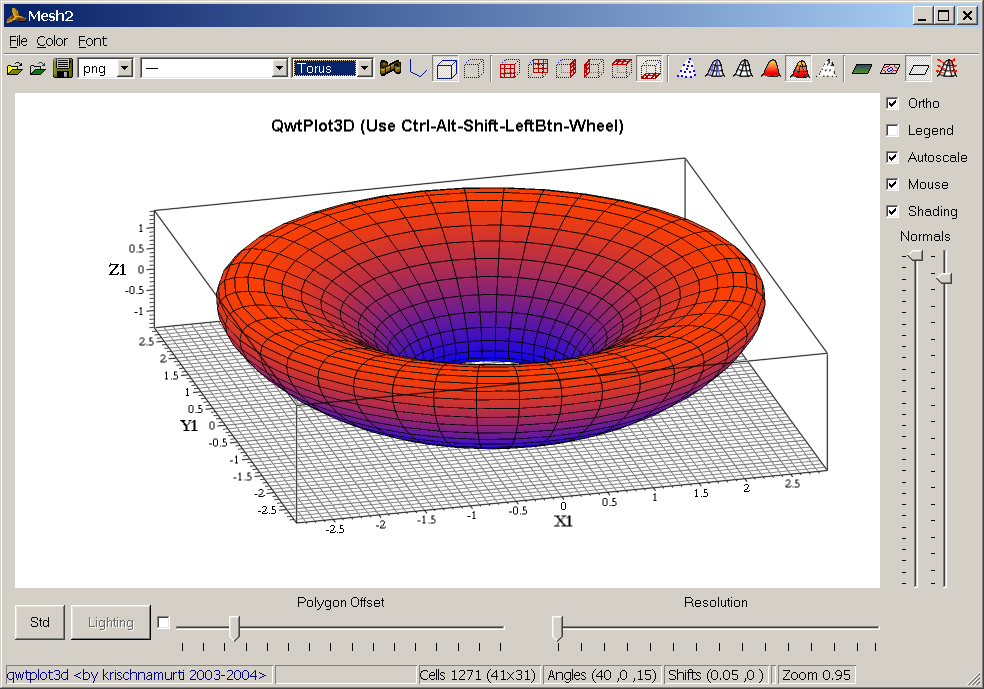 Mesh2
File Color Font
png — Torus
Ortho
Legend
Autoscale
Mouse
Shading
Normals
QwtPlot3D (Use Ctrl-Alt-Shift-LeftBtn-Wheel)
1
0.5
Z1 0
-0.5
-1
2.5
2
1.5
1
0.5
Y1 0
-0.5
-1
-1.5
-2
-2.5
-2.5 -2 -1.5 -1 -0.5 0 0.5 1 1.5 2 2.5
X1
Polygon Offset Resolution
Std Lighting
qwtplot3d <by krischnamurti 2003-2004> Cells 1271 (41x31) Angles (40 ,0 ,15) Shifts (0.05 ,0 ) Zoom 0.95